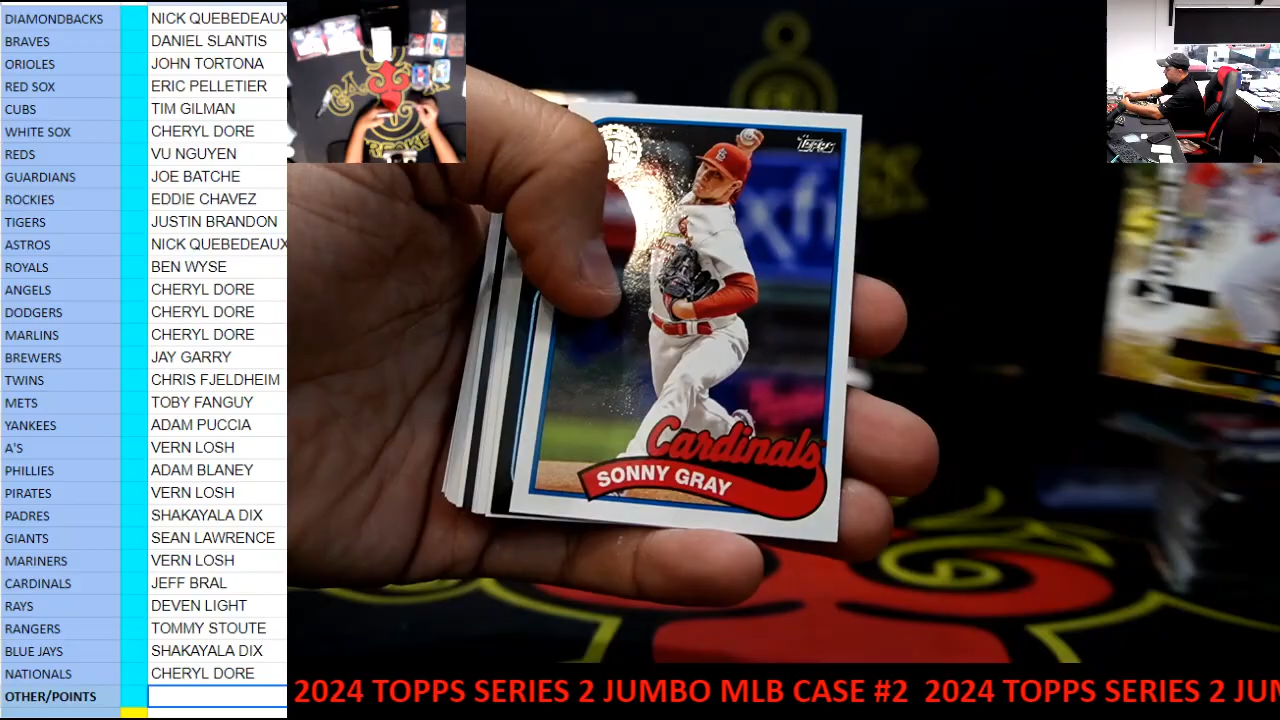 DIAMONDBACKS NICK QUEBEDEAUX
BRAVES DANIEL SLANTIS
ORIOLES JOHN TORTONA
RED SOX ERIC PELLETIER
CUBS TIM GILMAN
WHITE SOX CHERYL DORE
REDS VU NGUYEN
GUARDIANS JOE BATCHE
ROCKIES EDDIE CHAVEZ
TIGERS JUSTIN BRANDON
ASTROS NICK QUEBEDEAUX
ROYALS BEN WYSE
ANGELS CHERYL DORE
DODGERS CHERYL DORE
MARLINS CHERYL DORE
BREWERS JAY GARRY
TWINS CHRIS FJELDHEIM
METS TOBY FANGUY
YANKEES ADAM PUCCIA
A'S VERN LOSH
PHILLIES ADAM BLANEY
PIRATES VERN LOSH
PADRES SHAKAYALA DIX
GIANTS SEAN LAWRENCE
MARINERS VERN LOSH
CARDINALS JEFF BRAL
RAYS DEVEN LIGHT
RANGERS TOMMY STOUTE
BLUE JAYS SHAKAYALA DIX
NATIONALS CHERYL DORE
OTHER/POINTS
Topps
Cardinals
SONNY GRAY
2024 TOPPS SERIES 2 JUMBO MLB CASE #2 2024 TOPPS SERIES 2 JUM